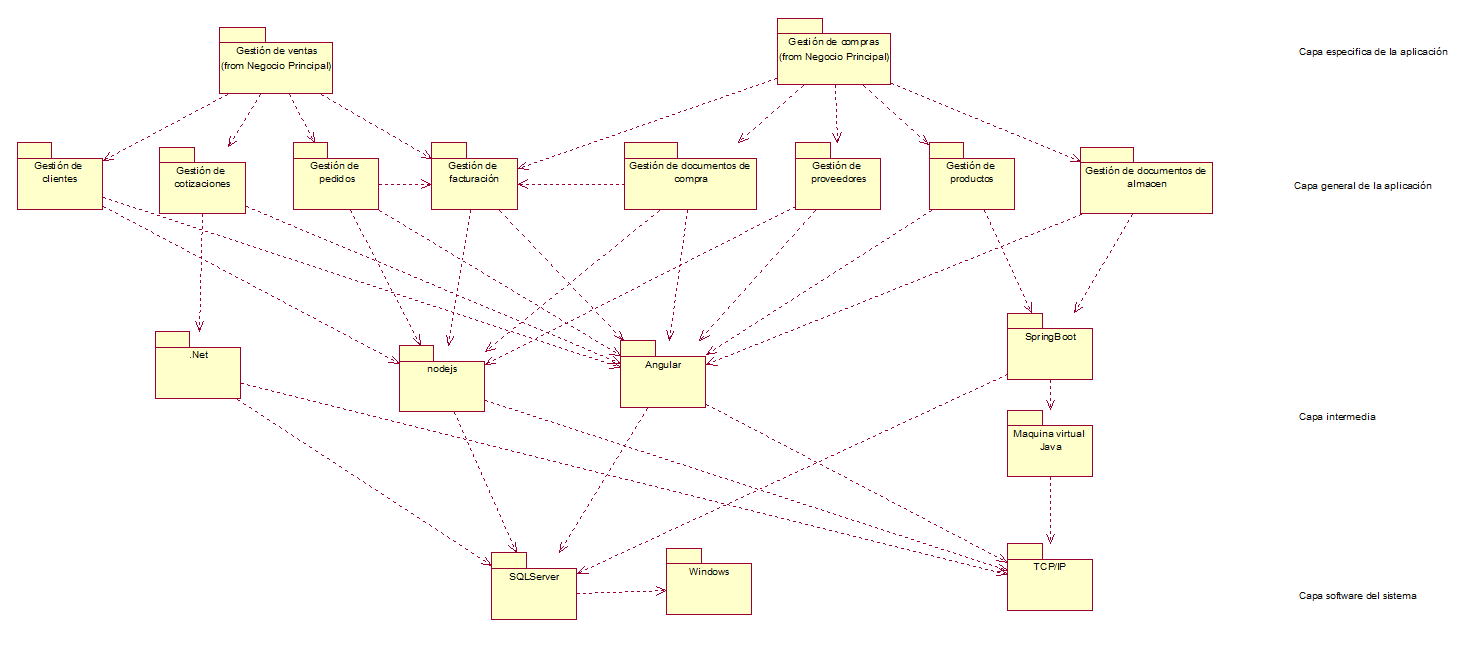 Gestión de ventas
(from Negocio Principal)
Gestión de compras
(from Negocio Principal)
Capa especifica de la aplicación
Gestión de
clientes
Gestión de
cotizaciones
Gestión de
pedidos
Gestión de
facturación
Gestión de documentos de
compra
Gestión de
proveedores
Gestión de
productos
Gestión de documentos de
almacen
Capa general de la aplicación
.Net
nodejs
Angular
SpringBoot
Maquina virtual
Java
Capa intermedia
SQLServer
Windows
TCP/IP
Capa software del sistema